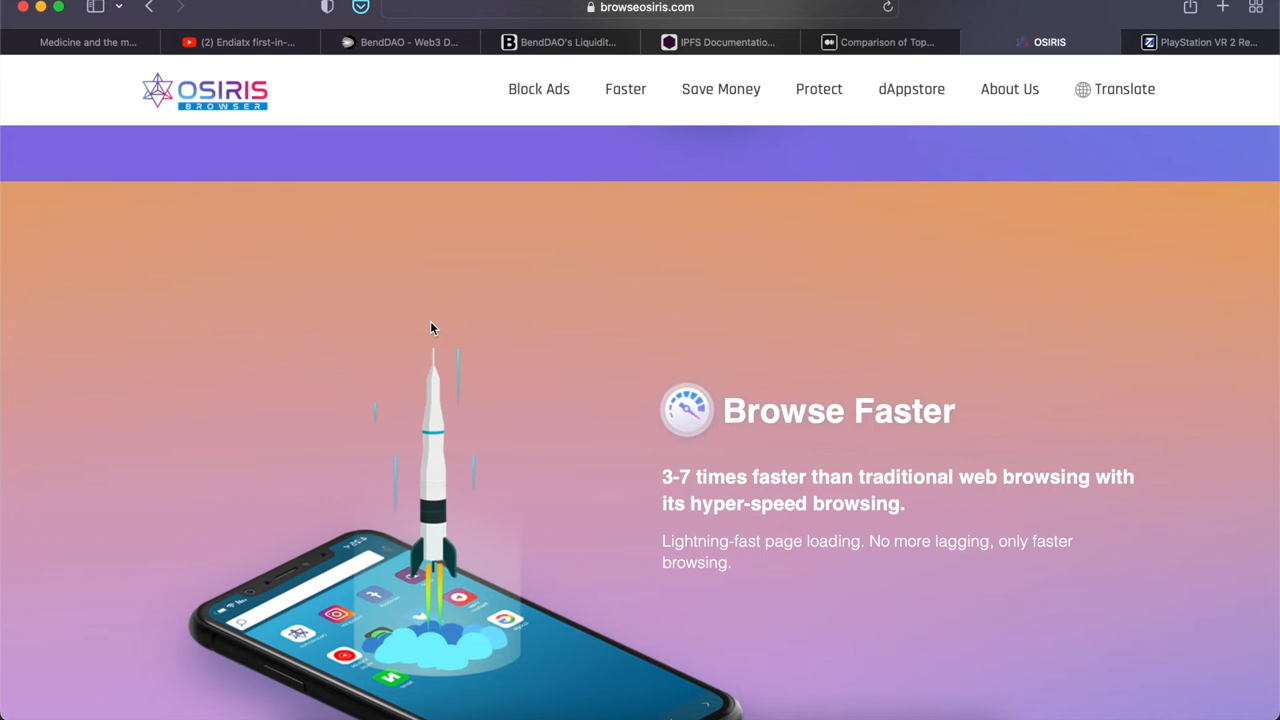 browseosiris.com
Medicine and the m...
(2) Endiatx first-in-...
BendDAO - Web3 D...
BendDAO's Liquidit...
IPFS Documentatio...
Comparison of Top...
OSIRIS
PlayStation VR 2 Re...
OSIRIS
BROWSER
Block Ads
Faster
Save Money
Protect
dAppstore
About Us
Translate
Browse Faster
3-7 times faster than traditional web browsing with
its hyper-speed browsing.
Lightning-fast page loading. No more lagging, only faster
browsing.